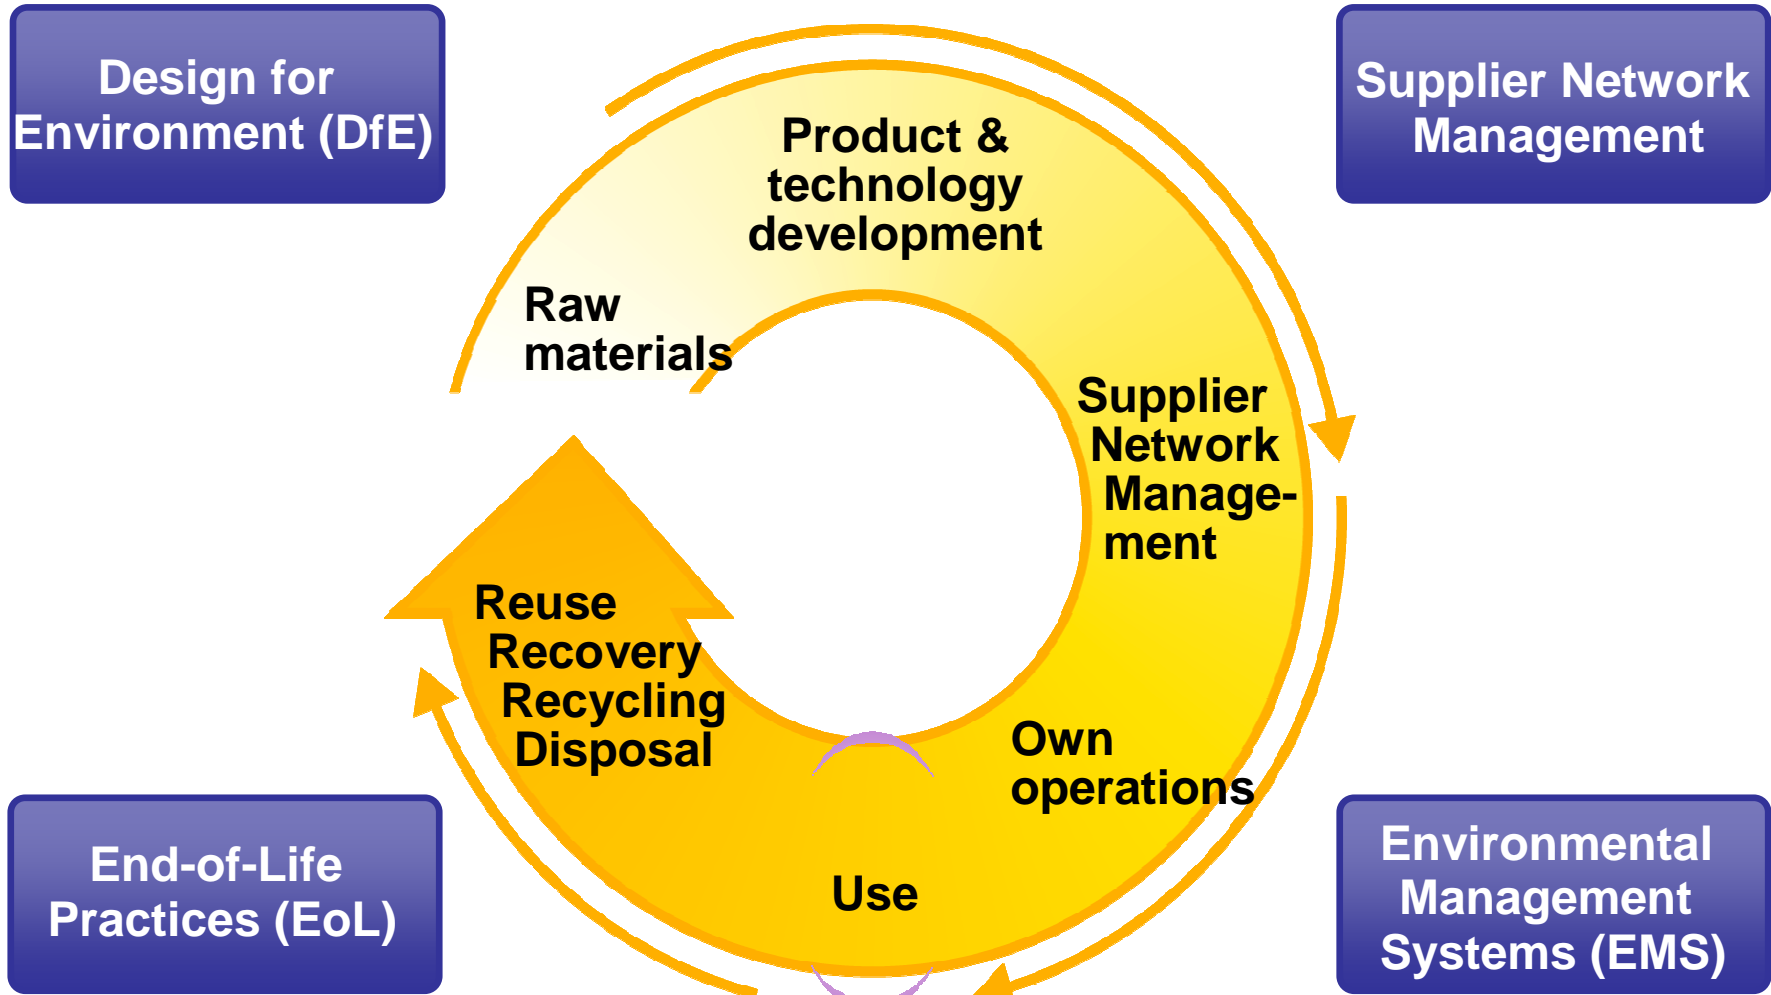 Design for
Environment (DfE)
Supplier Network
Management
Product &
technology
development
Raw
materials
Supplier
Network
Manage-
ment
Reuse
Recovery
Recycling
Disposal
Own
operations
Use
End-of-Life
Practices (EoL)
Environmental
Management
Systems (EMS)